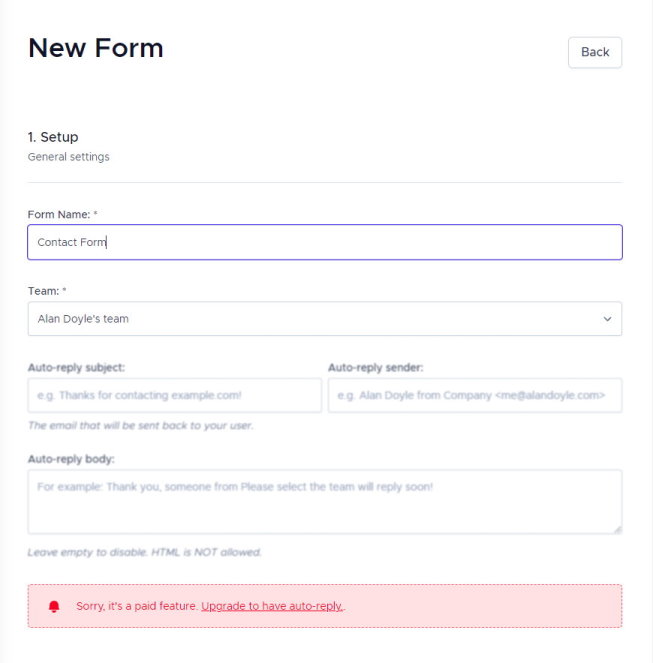 New Form
Back
1. Setup
General settings
Form Name: *
Contact Form
Team: *
Alan Doyle's team
Auto-reply subject: Auto-reply sender:
e.g. Thanks for contacting example.com! e.g. Alan Doyle from Company <me@alandoyle.com>
The email that will be sent back to your user.
Auto-reply body:
For example: Thank you, someone from Please select the team will reply soon!
Leave empty to disable. HTML is NOT allowed.
Sorry, it's a paid feature. Upgrade to have auto-reply..